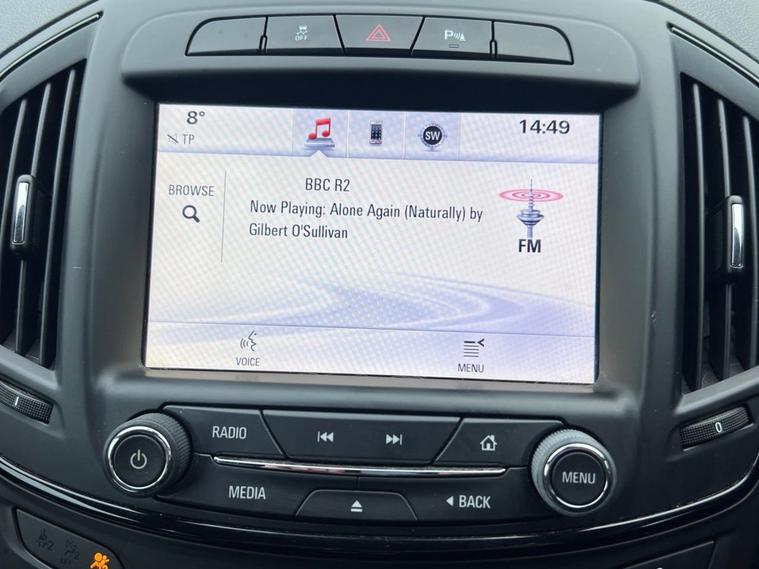 OFF
P
8°
TP
SW
14:49
BROWSE
BBC R2
Now Playing: Alone Again (Naturally) by
Gilbert O'Sullivan
FM
VOICE
MENU
I
0
RADIO
MENU
MEDIA
BACK